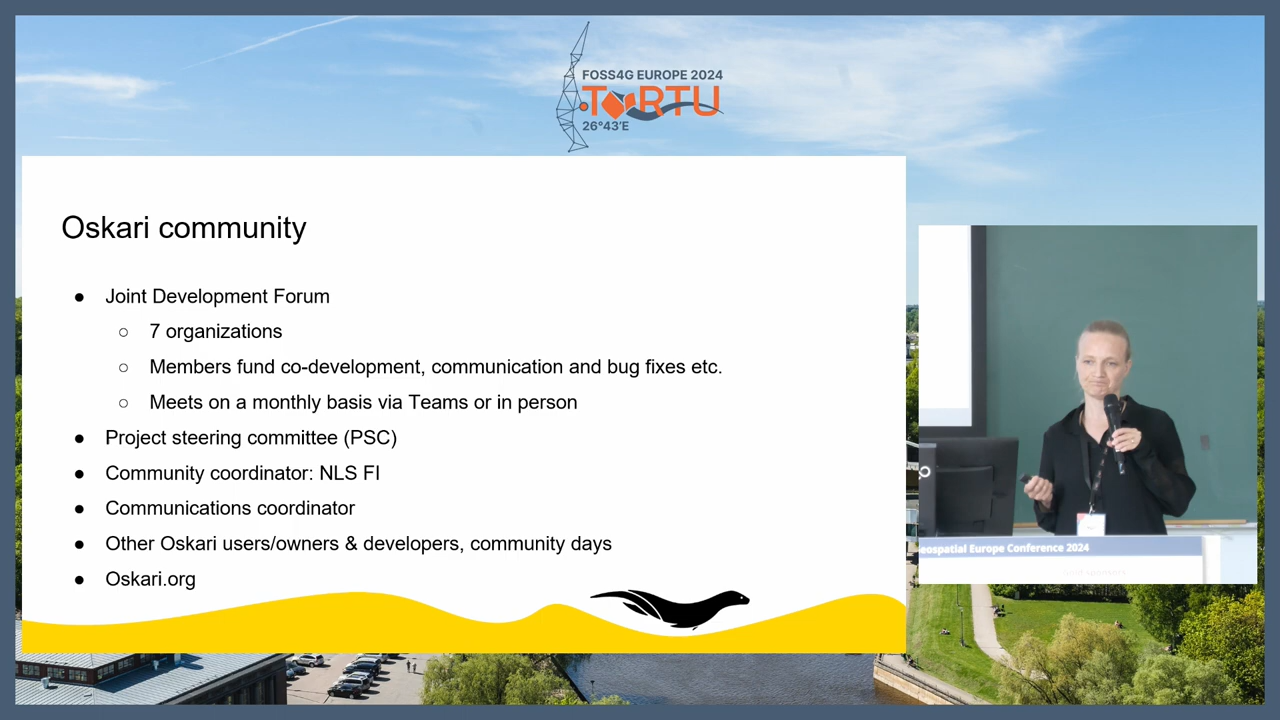 FOSS4G EUROPE 2024
TORTU
26°43'E
Oskari community
● Joint Development Forum
○ 7 organizations
○ Members fund co-development, communication and bug fixes etc.
○ Meets on a monthly basis via Teams or in person
● Project steering committee (PSC)
● Community coordinator: NLS FI
● Communications coordinator
● Other Oskari users/owners & developers, community days
● Oskari.org
eospatial Europe Conference 2024